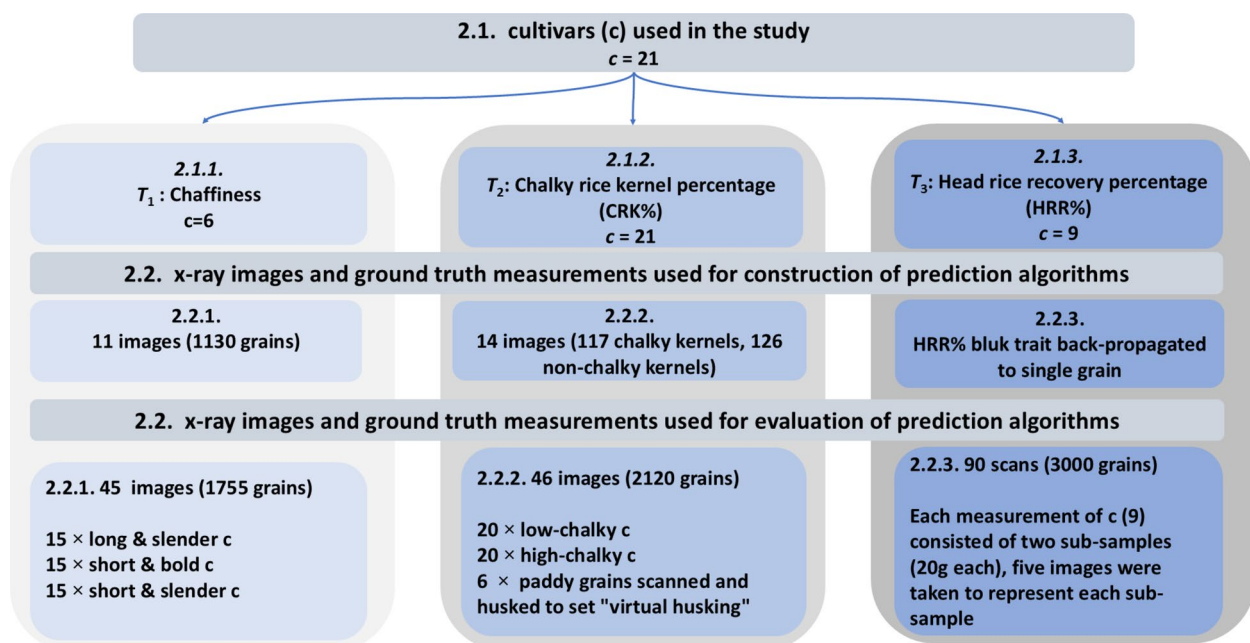 2.1. cultivars (c) used in the study
c = 21
2.1.1.
T1 : Chaffiness
c=6
2.1.2.
T2: Chalky rice kernel percentage
(CRK%)
c = 21
2.1.3.
T3: Head rice recovery percentage
(HRR%)
c = 9
2.2. x-ray images and ground truth measurements used for construction of prediction algorithms
2.2.1.
11 images (1130 grains)
2.2.2.
14 images (117 chalky kernels, 126
non-chalky kernels)
2.2.3.
HRR% bluk trait back-propagated
to single grain
2.2. x-ray images and ground truth measurements used for evaluation of prediction algorithms
2.2.1. 45 images (1755 grains)
15 × long & slender c
15 × short & bold c
15 × short & slender c
2.2.2. 46 images (2120 grains)
20 × low-chalky c
20 × high-chalky c
6 × paddy grains scanned and
husked to set "virtual husking"
2.2.3. 90 scans (3000 grains)
Each measurement of c (9)
consisted of two sub-samples
(20g each), five images were
taken to represent each sub-
sample